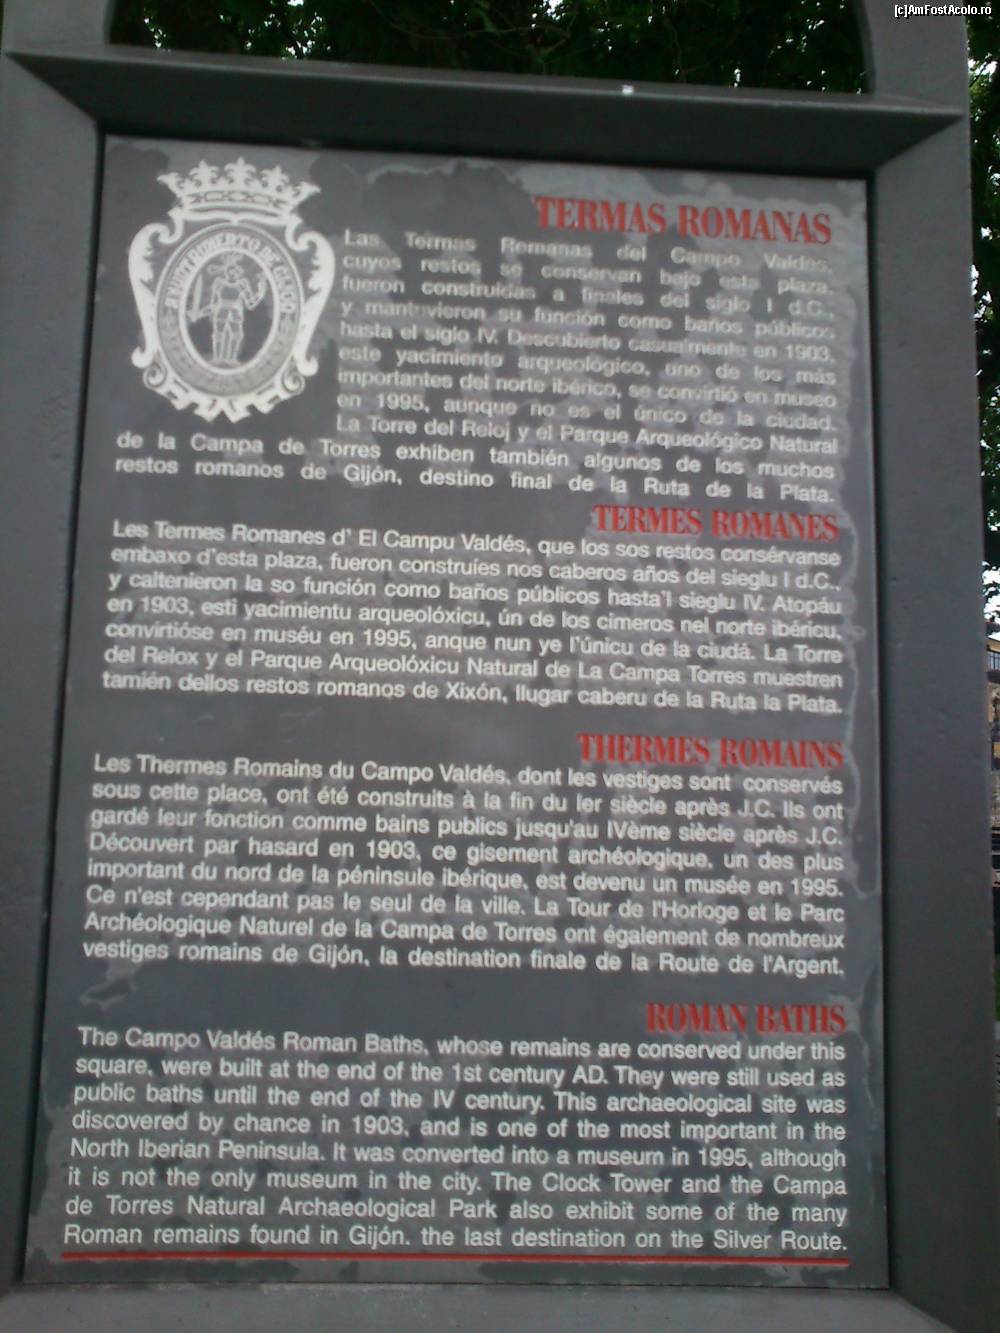 [c]AmFostAcolo.ro
TERMAS ROMANAS
Las Termas Romanas del Campo Valdés,
cuyos restos se conservan bajo esta plaza,
fueron construidas a finales del siglo I d.C.,
y mantuvieron su función como baños públicos
hasta el siglo IV. Descubierto casualmente en 1903,
este yacimiento arqueológico, uno de los más
importantes del norte ibérico, se convirtió en museo
en 1995, aunque no es el único de la ciudad.
La Torre del Reloj y el Parque Arqueológico Natural
de la Campa de Torres exhiben también algunos de los muchos
restos romanos de Gijón, destino final de la Ruta de la Plata.
TERMES ROMANES
Les Termes Romanes d' El Campu Valdés, que los sos restos consérvanse
embaxo d'esta plaza, fueron construíes nos caberos años del sieglu I d.C.,
y caltenieron la so función como baños públicos hasta'l sieglu IV. Atopáu
en 1903, esti yacimientu arqueolóxicu, ún de los cimeros nel norte ibéricu,
convirtióse en muséu en 1995, anque nun ye l'únicu de la ciudá. La Torre
del Relox y el Parque Arqueolóxicu Natural de La Campa Torres muestren
tamién dellos restos romanos de Xixón, llugar caberu de la Ruta la Plata.
THERMES ROMAINS
Les Thermes Romains du Campo Valdés, dont les vestiges sont conservés
sous cette place, ont été construits à la fin du Ier siècle après J.C. Ils ont
gardé leur fonction comme bains publics jusqu'au IVème siècle après J.C.
Découvert par hasard en 1903, ce gisement archéologique, un des plus
important du nord de la péninsule ibérique, est devenu un musée en 1995.
Ce n'est cependant pas le seul de la ville. La Tour de l'Horloge et le Parc
Archéologique Naturel de la Campa de Torres ont également de nombreux
vestiges romains de Gijón, la destination finale de la Route de l'Argent.
ROMAN BATHS
The Campo Valdés Roman Baths, whose remains are conserved under this
square, were built at the end of the 1st century AD. They were still used as
public baths until the end of the IV century. This archaeological site was
discovered by chance in 1903, and is one of the most important in the
North Iberian Peninsula. It was converted into a museum in 1995, although
it is not the only museum in the city. The Clock Tower and the Campa
de Torres Natural Archaeological Park also exhibit some of the many
Roman remains found in Gijón. the last destination on the Silver Route.